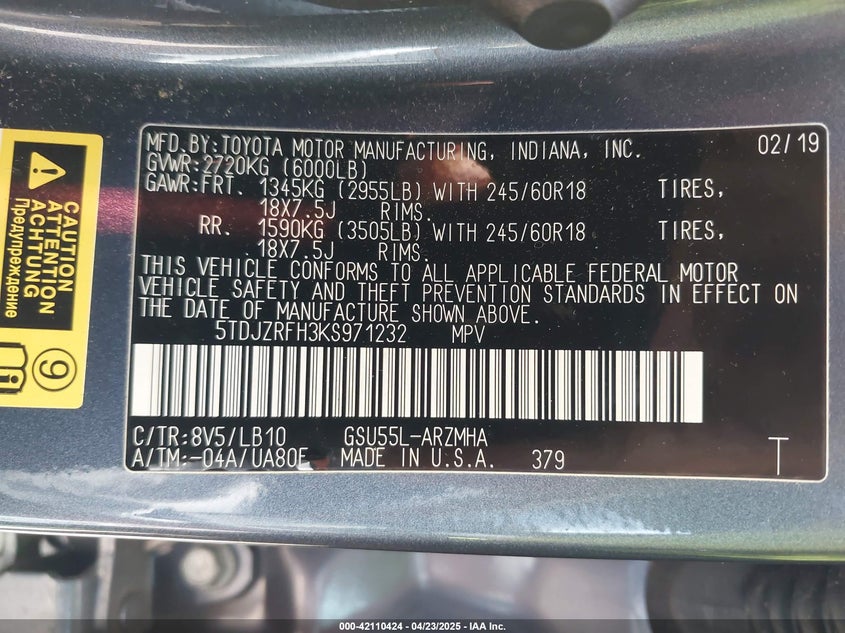 MFD.BY:TOYOTA MOTOR MANUFACTURING, INDIANA, INC. 02/19
GVWR:2720KG (6000LB)
GAWR:FRT. 1345KG (2955LB) WITH 245/60R18 TIRES,
18X7.5J RIMS.
RR. 1590KG (3505LB) WITH 245/60R18 TIRES,
18X7.5J RIMS.
THIS VEHICLE CONFORMS TO ALL APPLICABLE FEDERAL MOTOR
VEHICLE SAFETY AND THEFT PREVENTION STANDARDS IN EFFECT ON
THE DATE OF MANUFACTURE SHOWN ABOVE.
5TDJZRFH3KS971232 MPV
C/TR:8V5/LB10 GSU55L-ARZMHA
A/TM:-04A/UA80F MADE IN U.S.A. 379 T
CAUTION
ATTENTION
ACHTUNG
Предупреждение
9
000-42110424 - 04/23/2025 - IAA Inc.